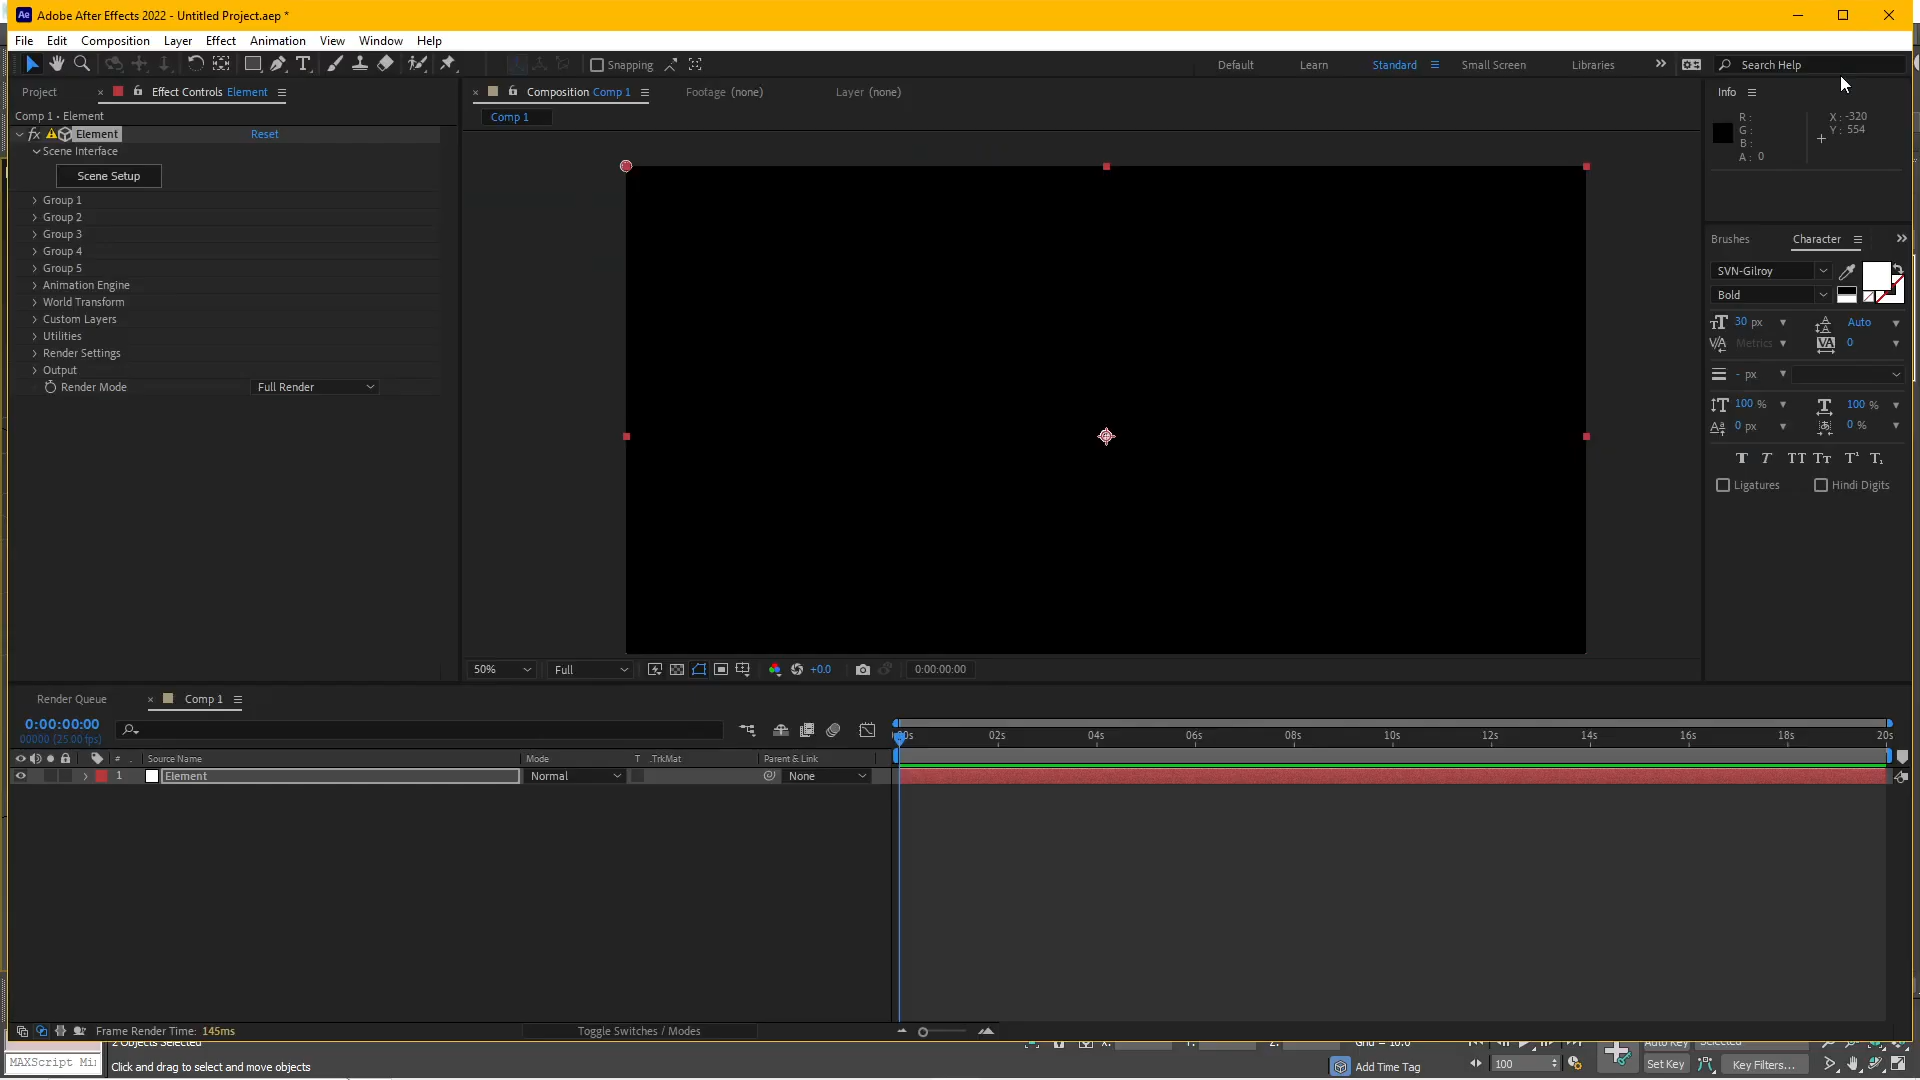 Adobe After Effects 2022 - Untitled Project.aep *
File Edit Composition Layer Effect Animation View Window Help
Snapping Default Learn Standard Small Screen Libraries Search Help
Project Effect Controls Element Composition Comp 1 Footage (none) Layer (none) Info
Comp 1 • Element
Comp 1
R :
G :
B :
A : 0
X : -320
Y : 554
fx Element Reset
Scene Interface
Scene Setup
Group 1
Group 2
Group 3
Group 4
Group 5
Animation Engine
World Transform
Custom Layers
Utilities
Render Settings
Output
Render Mode Full Render
Brushes Character
SVN-Gilroy
Bold
30 px Auto
Metrics 0
- px
100 % 100 %
0 px 0 %
T T TT Tт T¹ T₁
Ligatures Hindi Digits
50% Full +0.0 0:00:00:00
Render Queue Comp 1
0:00:00:00
00000 (25.00 fps)
02s 04s 06s 08s 10s 12s 14s 16s 18s 20s
# Source Name Mode T .TrkMat Parent & Link
1 Element Normal None
Frame Render Time: 145ms Toggle Switches / Modes
2 Objects Selected X: Y: Z: Grid = 10.0 Auto Key Selected
MAXScript Mi Click and drag to select and move objects Add Time Tag 100 Set Key Key Filters...